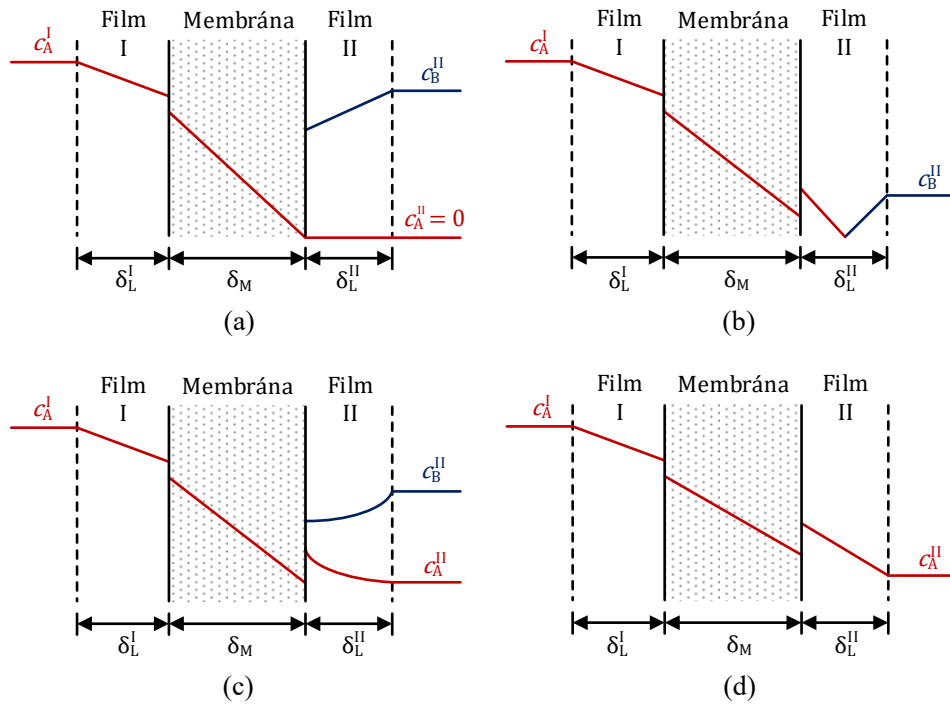 Film Membrána Film
I II
c_A^I
c_B^II
c_A^II = 0
δ_L^I δ_M δ_L^II
(a)
Film Membrána Film
I II
c_A^I
c_B^II
δ_L^I δ_M δ_L^II
(b)
Film Membrána Film
I II
c_A^I
c_B^II
c_A^II
δ_L^I δ_M δ_L^II
(c)
Film Membrána Film
I II
c_A^I
c_A^II
δ_L^I δ_M δ_L^II
(d)